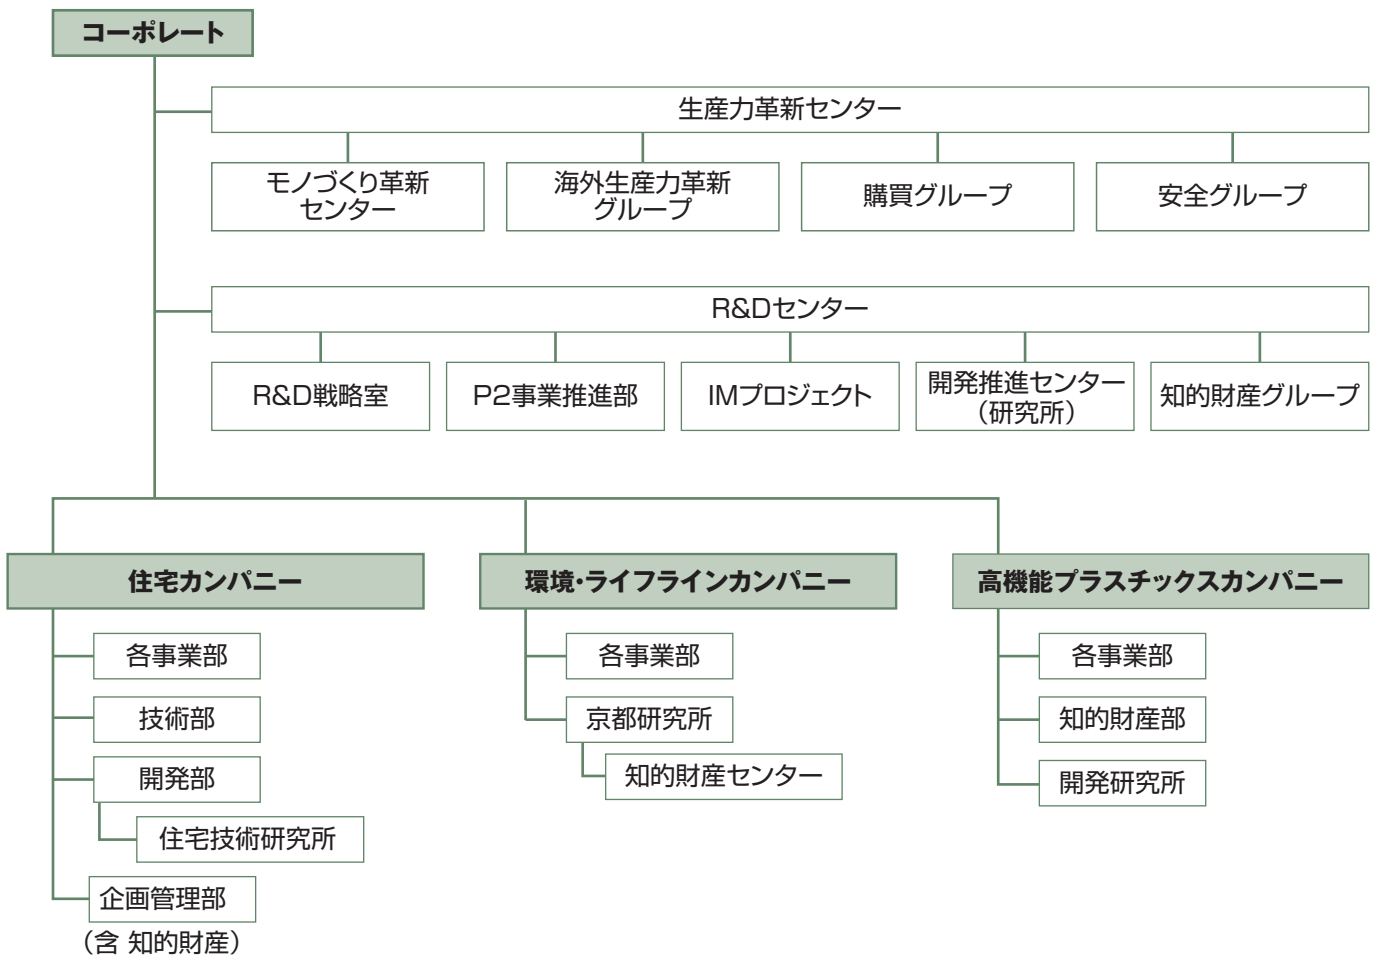 コーポレート
生産力革新センター
モノづくり革新
センター
海外生産力革新
グループ
購買グループ
安全グループ
R&Dセンター
R&D戦略室
P2事業推進部
IMプロジェクト
開発推進センター
（研究所）
知的財産グループ
住宅カンパニー
各事業部
技術部
開発部
住宅技術研究所
企画管理部
（含 知的財産）
環境・ライフラインカンパニー
各事業部
京都研究所
知的財産センター
高機能プラスチックスカンパニー
各事業部
知的財産部
開発研究所